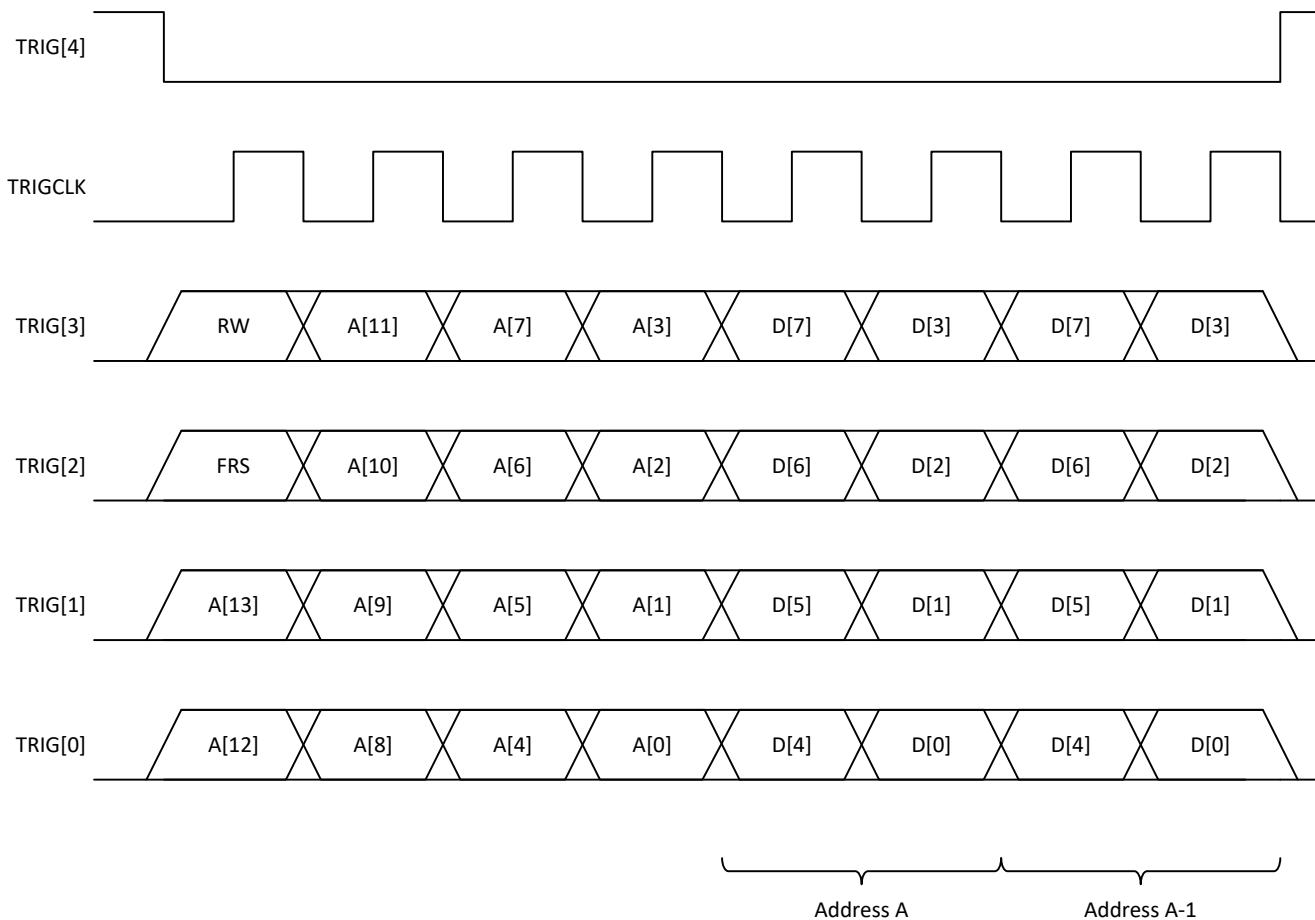 TRIG[4]
TRIGCLK
TRIG[3] RW A[11] A[7] A[3] D[7] D[3] D[7] D[3]
TRIG[2] FRS A[10] A[6] A[2] D[6] D[2] D[6] D[2]
TRIG[1] A[13] A[9] A[5] A[1] D[5] D[1] D[5] D[1]
TRIG[0] A[12] A[8] A[4] A[0] D[4] D[0] D[4] D[0]
Address A Address A-1